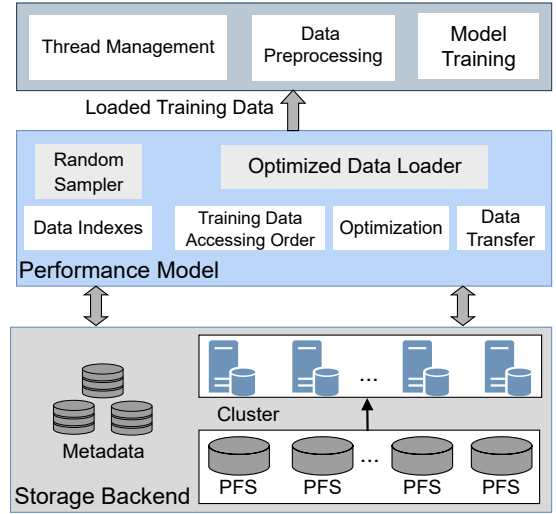 Thread Management
Data
Preprocessing
Model
Training
Loaded Training Data
Random
Sampler
Optimized Data Loader
Data Indexes
Training Data
Accessing Order
Optimization
Data
Transfer
Performance Model
...
Cluster
Metadata
...
PFS
PFS
PFS
PFS
Storage Backend